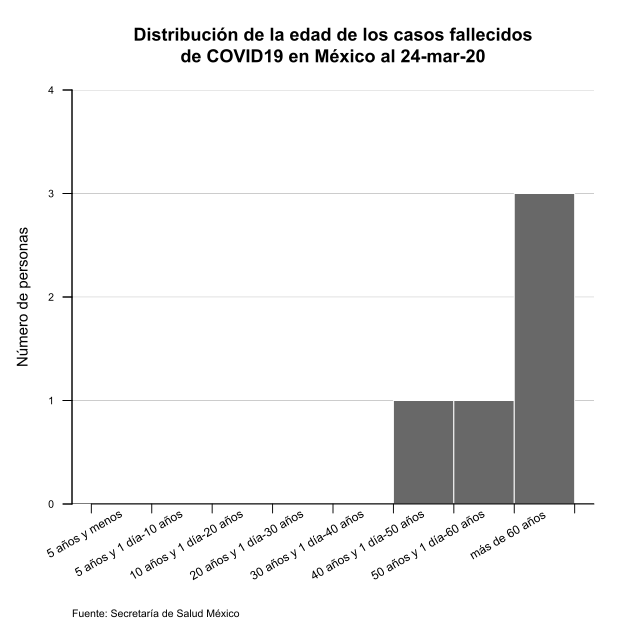 Distribución de la edad de los casos fallecidos
de COVID19 en México al 24-mar-20
4
3
2
1
0
Número de personas
5 años y menos
5 años y 1 día-10 años
10 años y 1 día-20 años
20 años y 1 día-30 años
30 años y 1 día-40 años
40 años y 1 día-50 años
50 años y 1 día-60 años
más de 60 años
Fuente: Secretaría de Salud México